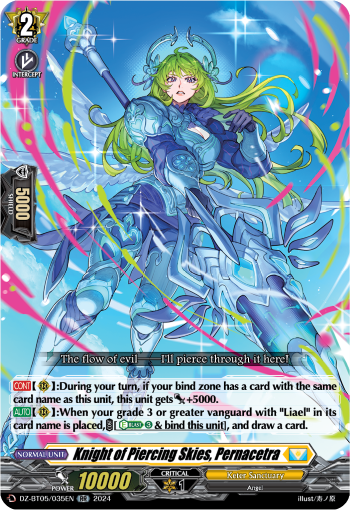 2
GRADE
INTERCEPT
5000
SHIELD
The flow of evil——I'll pierce through it here!
CONT【】:During your turn, if your bind zone has a card with the same
card name as this unit, this unit gets +5000.
AUTO【】:When your grade 3 or greater vanguard with "Liael" in its
card name is placed, [E BLAST 3 & bind this unit], and draw a card.
NORMAL UNIT
Knight of Piercing Skies, Pernacetra
POWER 10000
CRITICAL
1
Keter Sanctuary
Angel
DZ-BT05/035EN RR 2024
illust/寿ノ原